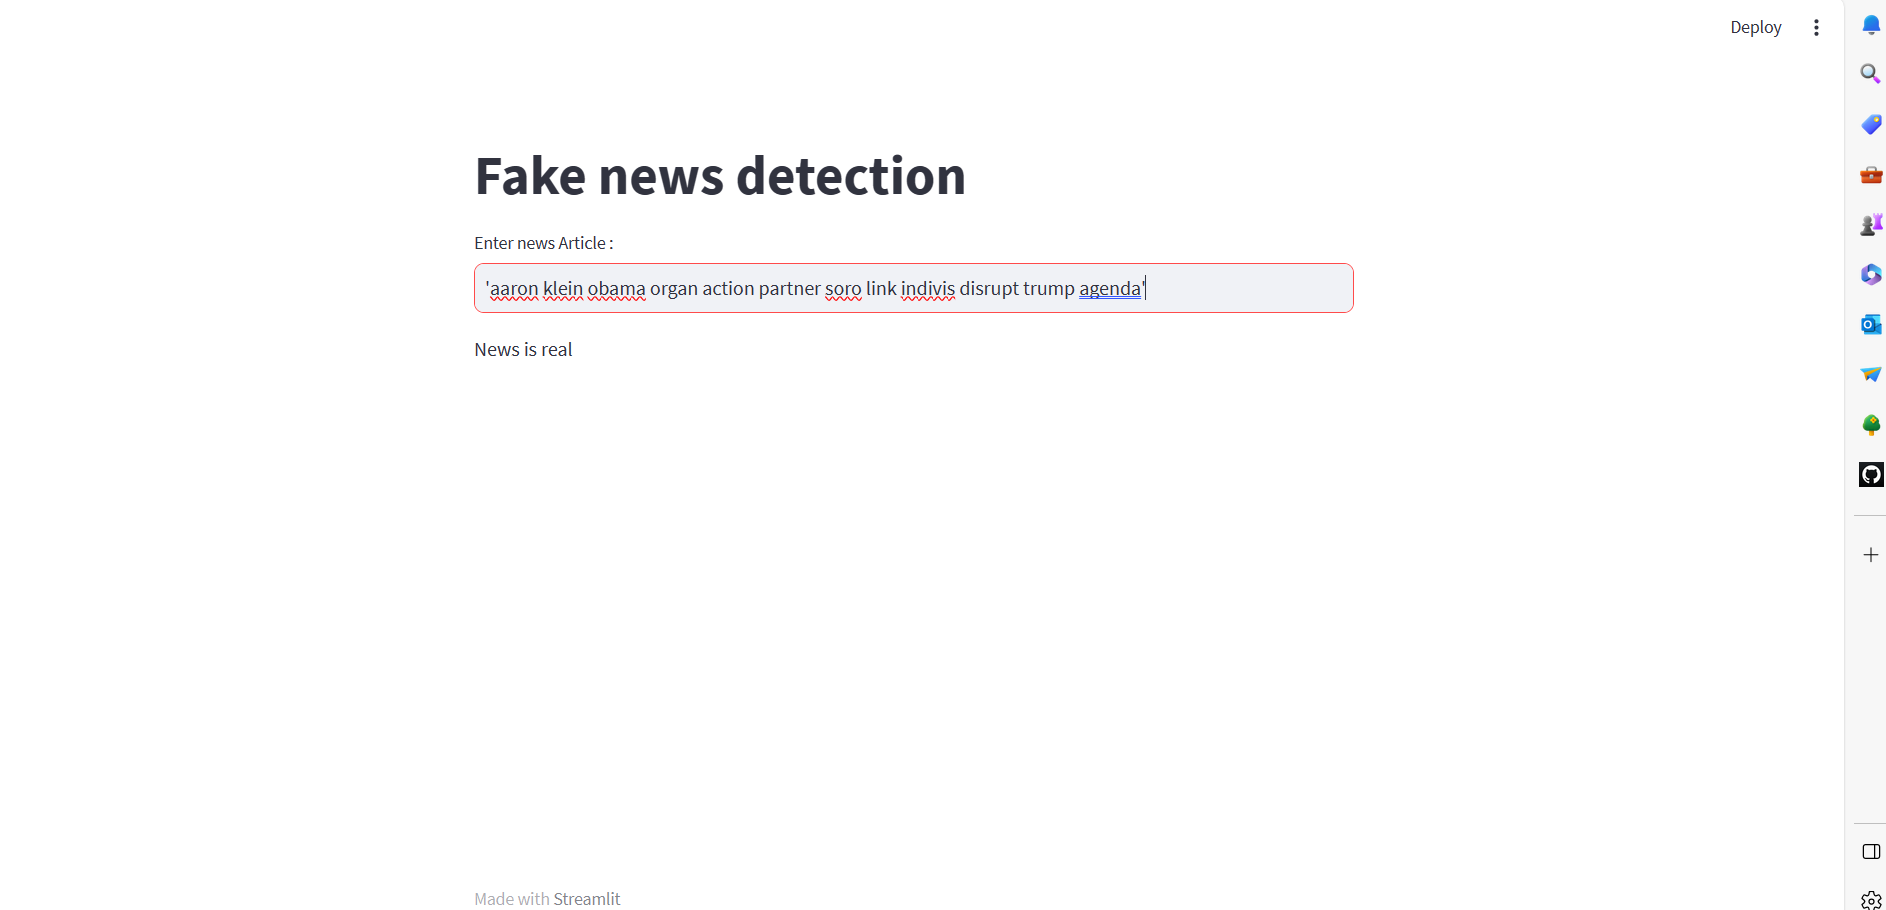 Deploy
Fake news detection
Enter news Article :
'aaron klein obama organ action partner soro link indivis disrupt trump agenda'
News is real
Made with Streamlit